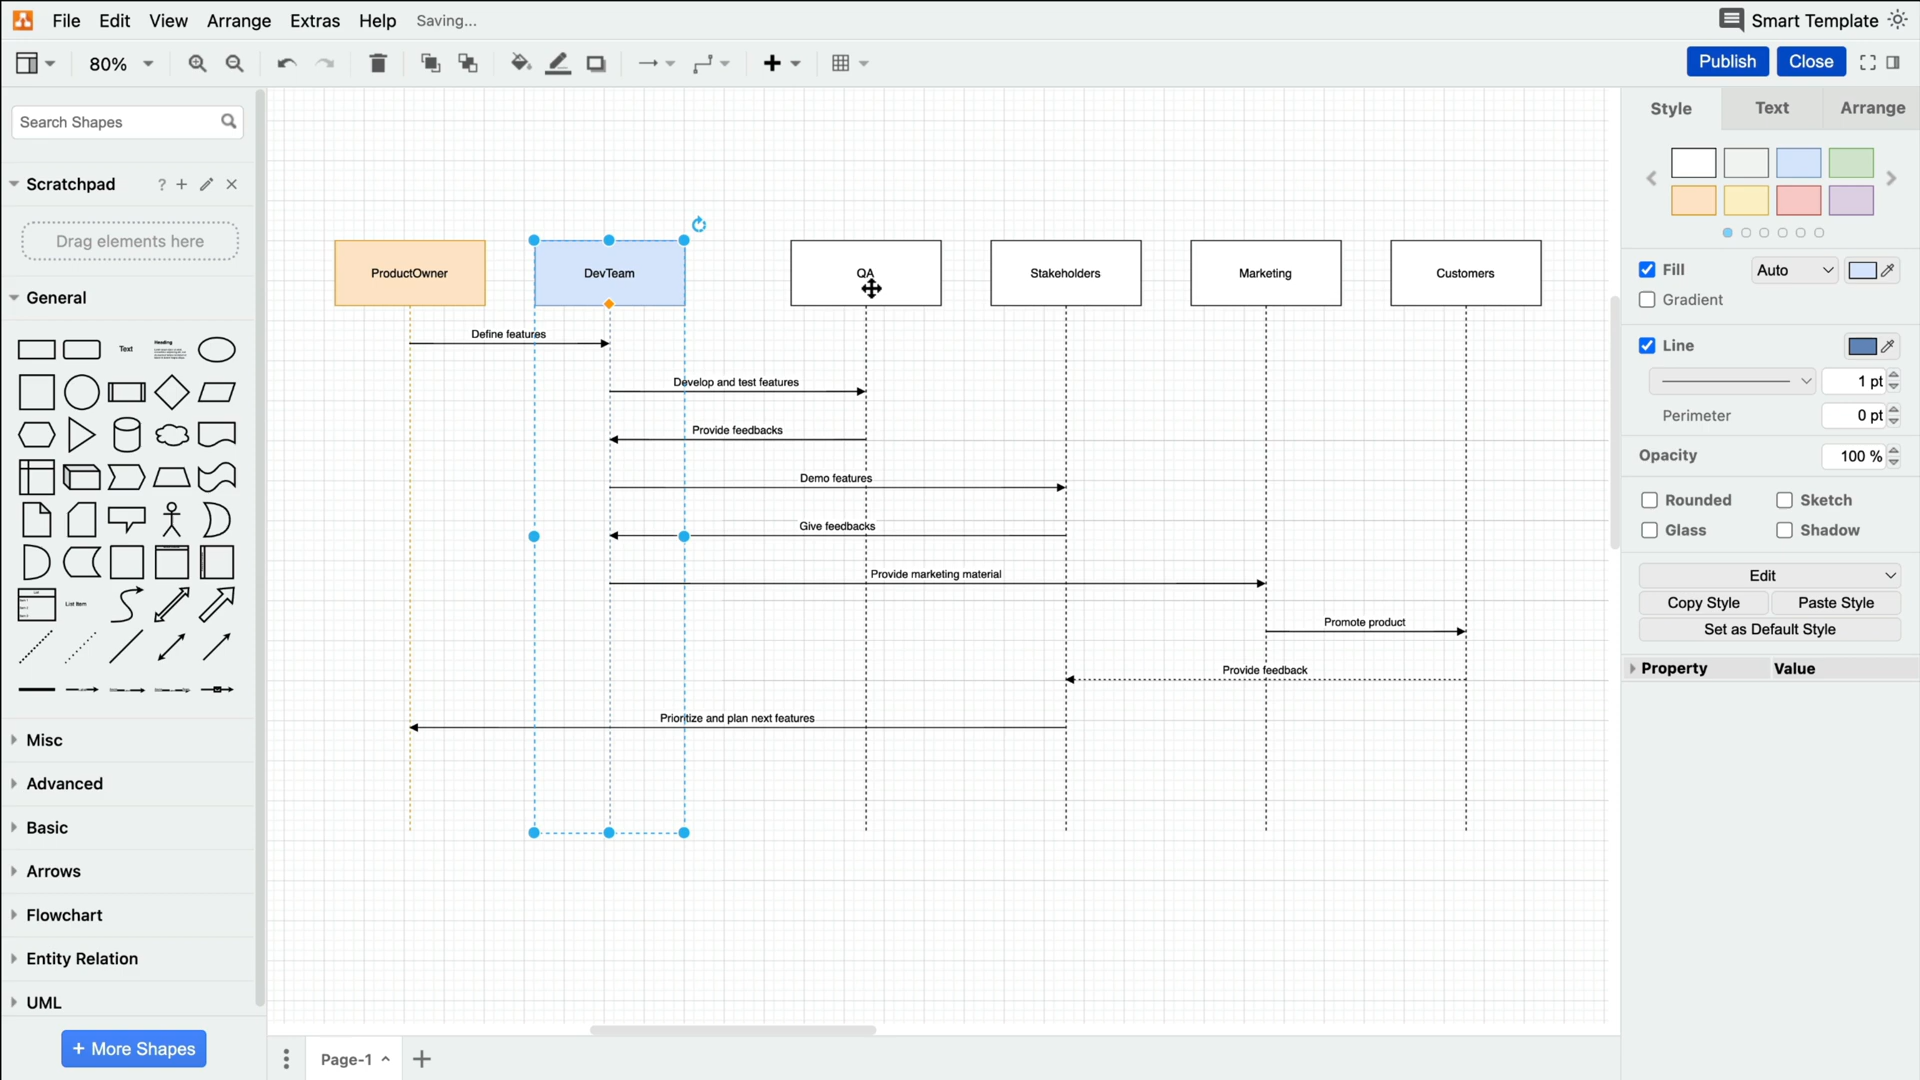 File Edit View Arrange Extras Help Saving...
Smart Template
80%
Publish Close
Search Shapes
Scratchpad ?
Drag elements here
General
Text
Heading
List
List Item
Misc
Advanced
Basic
Arrows
Flowchart
Entity Relation
UML
+ More Shapes
ProductOwner DevTeam QA Stakeholders Marketing Customers
Define features
Develop and test features
Provide feedbacks
Demo features
Give feedbacks
Provide marketing material
Promote product
Provide feedback
Prioritize and plan next features
Page-1
Style Text Arrange
Fill Auto
Gradient
Line
1 pt
Perimeter 0 pt
Opacity 100 %
Rounded Sketch
Glass Shadow
Edit
Copy Style Paste Style
Set as Default Style
Property Value